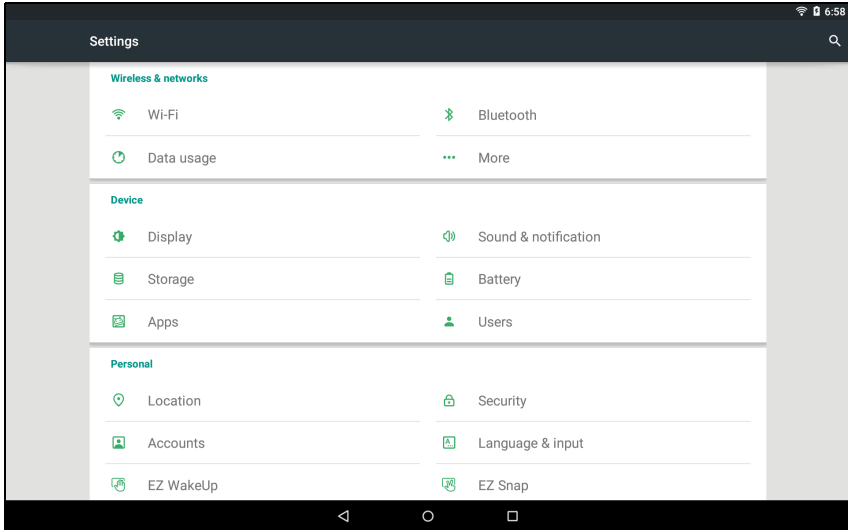 6:58
Settings
Wireless & networks
Wi-Fi
Bluetooth
Data usage
More
Device
Display
Sound & notification
Storage
Battery
Apps
Users
Personal
Location
Security
Accounts
Language & input
EZ WakeUp
EZ Snap